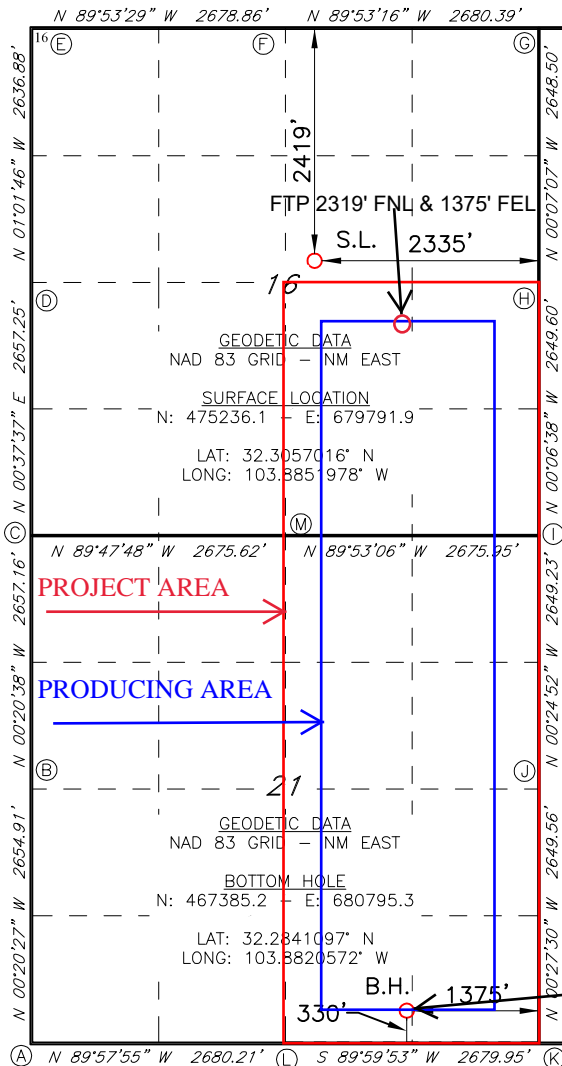 N 89°53'29" W 2678.86' N 89°53'16" W 2680.39'
16 E F G
N 01°01'46" W 2636.88'
2419'
N 00°07'07" W 2648.50'
FTP 2319' FNL & 1375' FEL
S.L. 2335'
16
D H
N 00°37'37" E 2657.25'
N 00°06'38" W 2649.60'
GEODETIC DATA
NAD 83 GRID – NM EAST
SURFACE LOCATION
N: 475236.1 – E: 679791.9
LAT: 32.3057016° N
LONG: 103.8851978° W
C M I
N 89°47'48" W 2675.62' N 89°53'06" W 2675.95'
N 00°20'38" W 2657.16'
N 00°24'52" W 2649.23'
PROJECT AREA
PRODUCING AREA
B J
21
N 00°20'27" W 2654.91'
N 00°27'30" W 2649.56'
GEODETIC DATA
NAD 83 GRID – NM EAST
BOTTOM HOLE
N: 467385.2 – E: 680795.3
LAT: 32.2841097° N
LONG: 103.8820572° W
B.H. 1375'
330'
A L K
N 89°57'55" W 2680.21' S 89°59'53" W 2679.95'